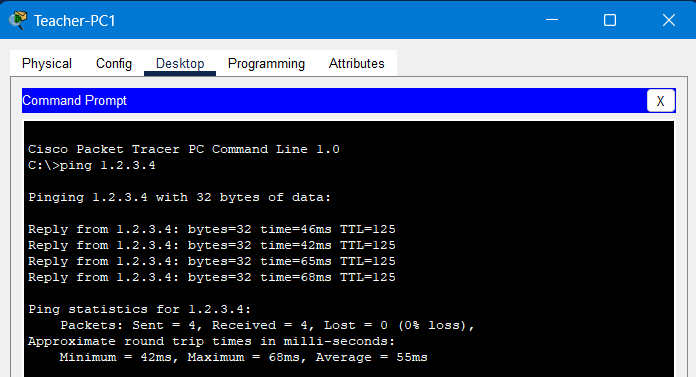 Teacher-PC1
Physical Config Desktop Programming Attributes
Command Prompt X
Cisco Packet Tracer PC Command Line 1.0
C:\>ping 1.2.3.4
Pinging 1.2.3.4 with 32 bytes of data:
Reply from 1.2.3.4: bytes=32 time=46ms TTL=125
Reply from 1.2.3.4: bytes=32 time=42ms TTL=125
Reply from 1.2.3.4: bytes=32 time=65ms TTL=125
Reply from 1.2.3.4: bytes=32 time=68ms TTL=125
Ping statistics for 1.2.3.4:
Packets: Sent = 4, Received = 4, Lost = 0 (0% loss),
Approximate round trip times in milli-seconds:
Minimum = 42ms, Maximum = 68ms, Average = 55ms